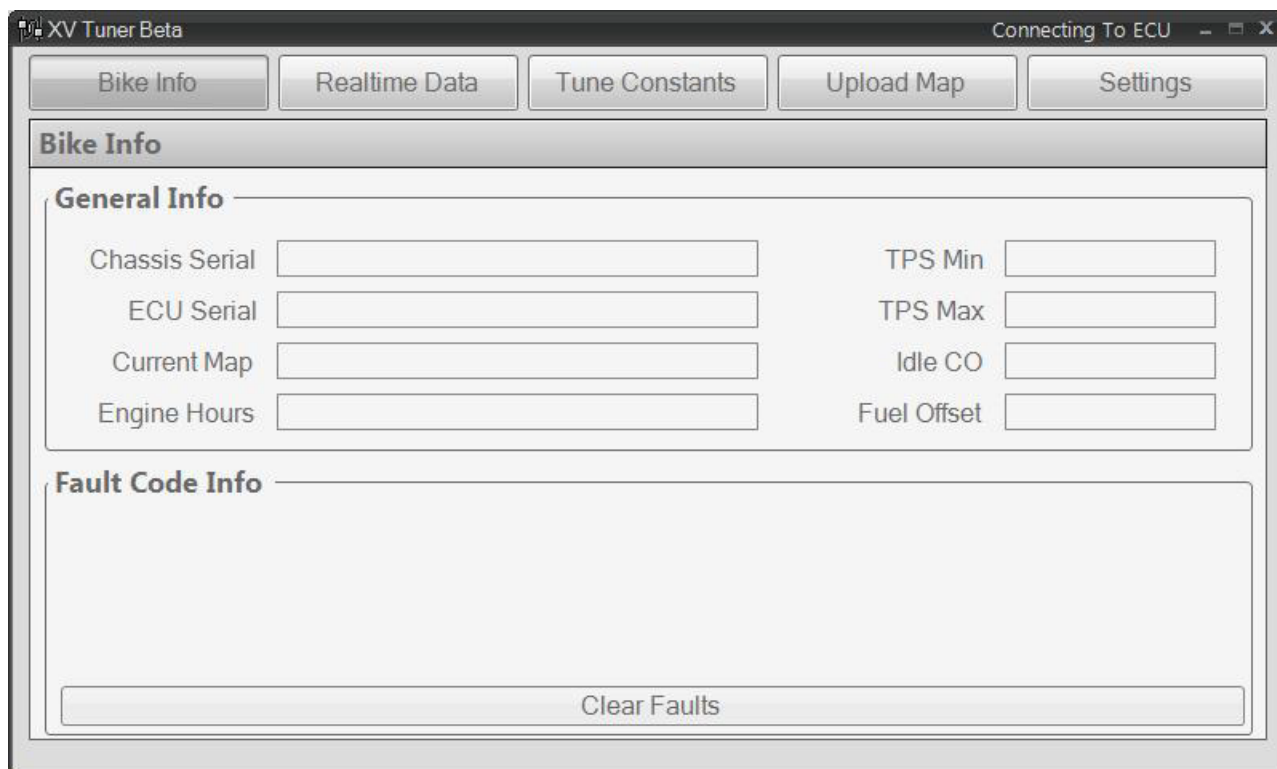 XV Tuner Beta Connecting To ECU
Bike Info Realtime Data Tune Constants Upload Map Settings
Bike Info
General Info
Chassis Serial TPS Min
ECU Serial TPS Max
Current Map Idle CO
Engine Hours Fuel Offset
Fault Code Info
Clear Faults